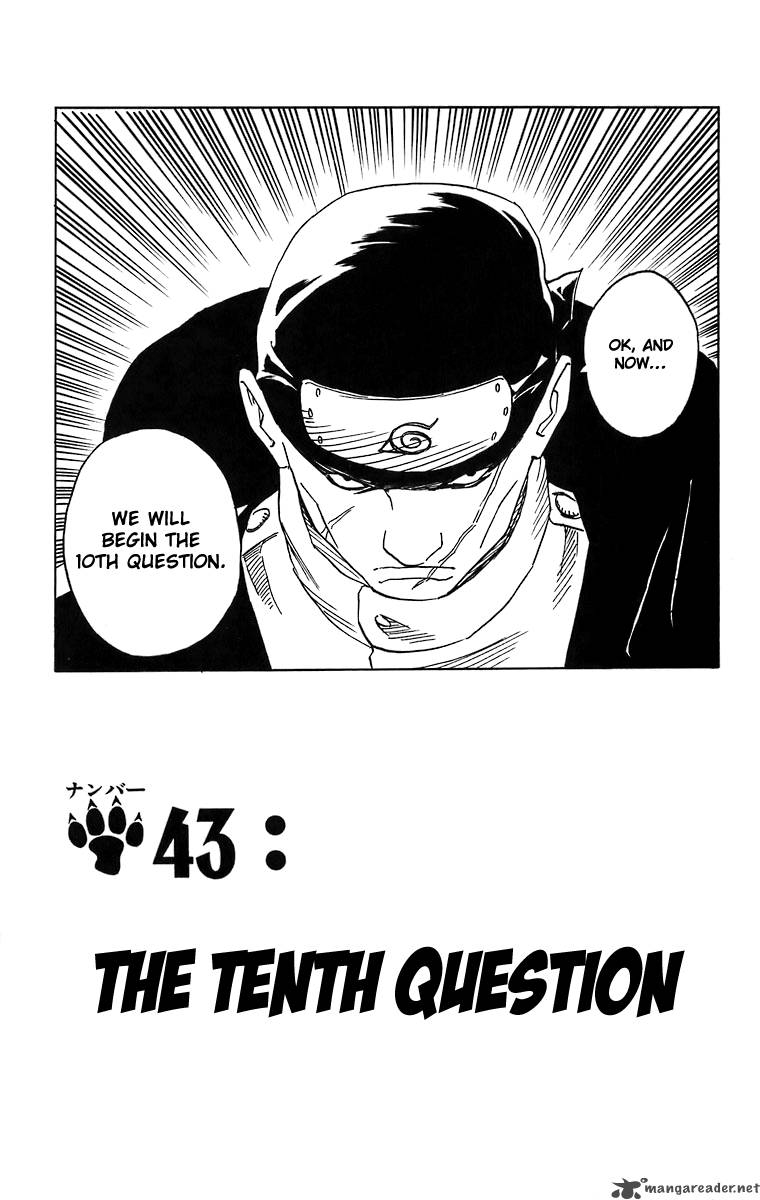 OK, AND
NOW...
WE WILL
BEGIN THE
10TH QUESTION.
ナンバー
43:
THE TENTH QUESTION
mangareader.net